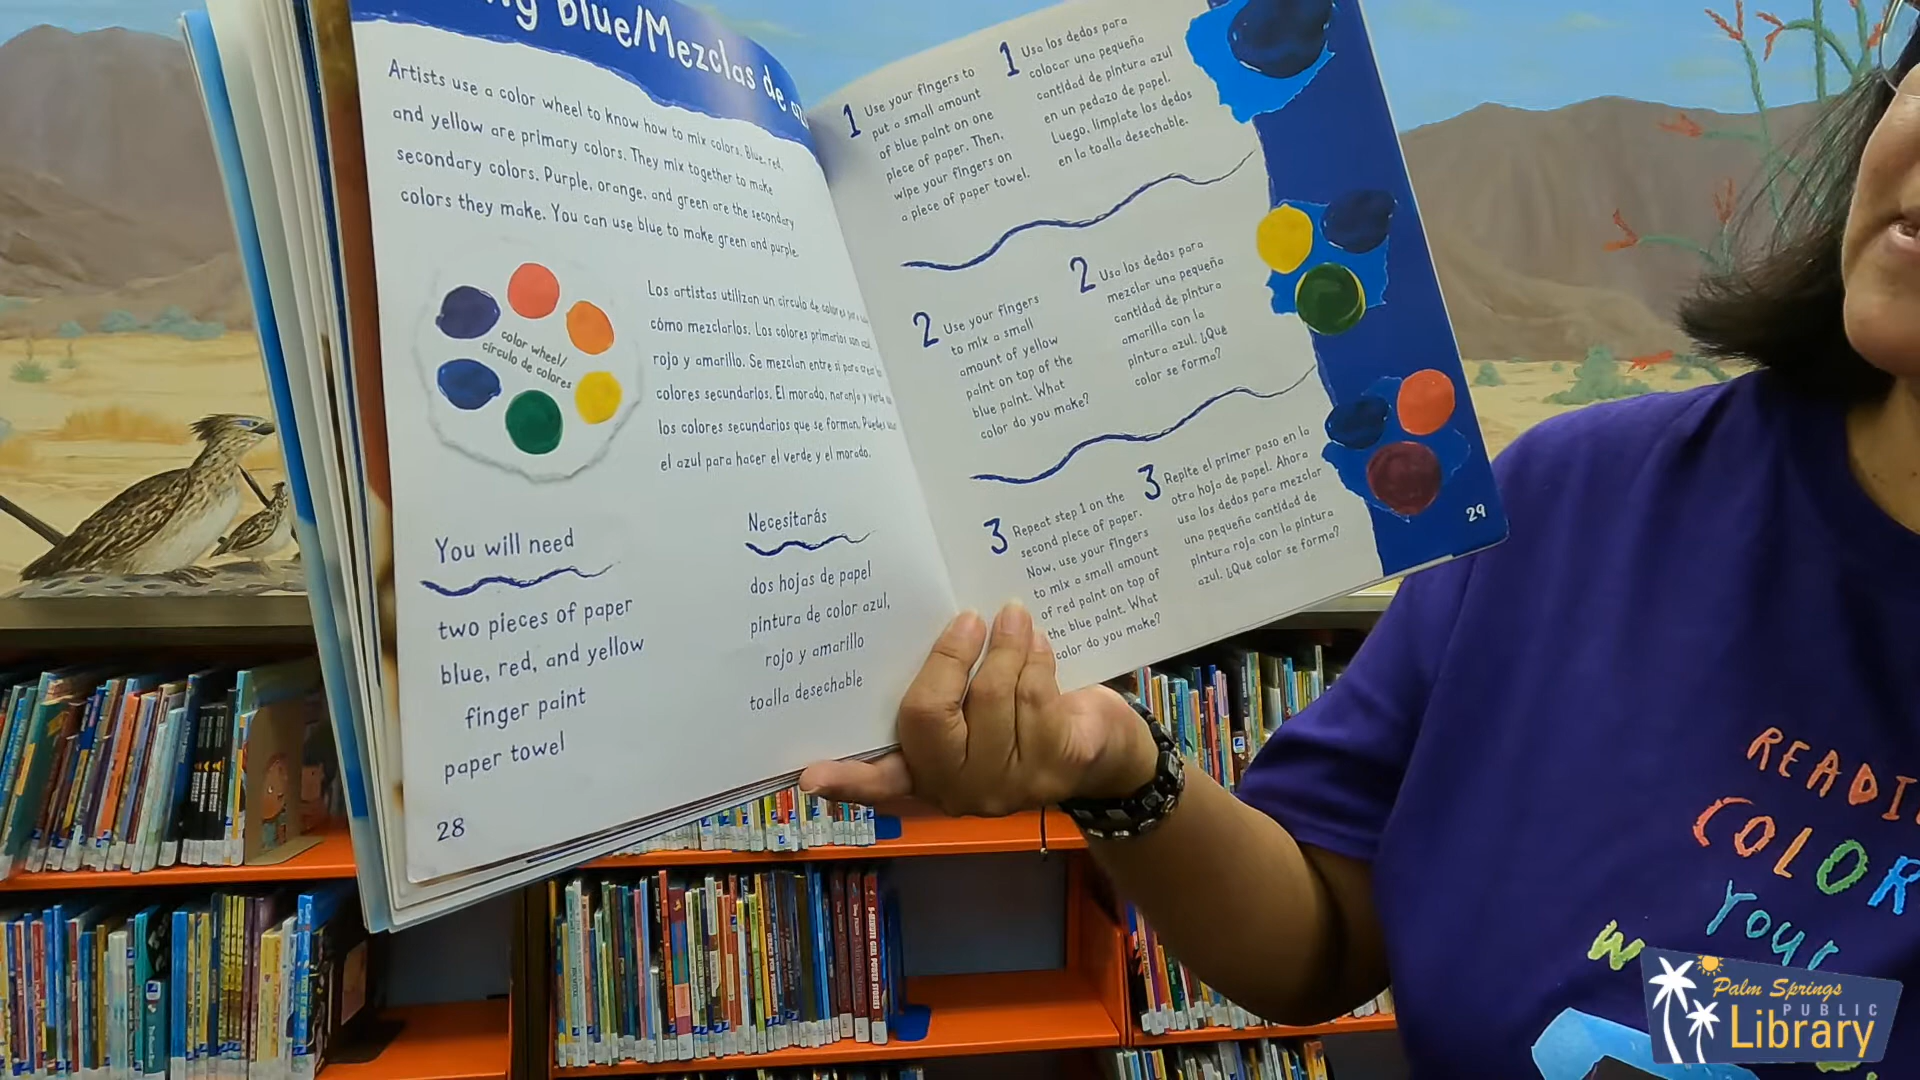 Blue/Mezclas de
Artists use a color wheel to know how to mix colors. Blue, red,
and yellow are primary colors. They mix together to make
secondary colors. Purple, orange, and green are the secondary
colors they make. You can use blue to make green and purple.
color wheel/
círculo de colores
Los artistas utilizan un círculo de colores
cómo mezclarlos. Los colores primarios son
rojo y amarillo. Se mezclan entre sí para
colores secundarios. El morado, naranja y verde
los colores secundarios que se forman. Puedes
el azul para hacer el verde y el morado.
You will need
two pieces of paper
blue, red, and yellow
finger paint
paper towel
Necesitarás
dos hojas de papel
pintura de color azul,
rojo y amarillo
toalla desechable
28
1 Use your fingers to
put a small amount
of blue paint on one
piece of paper. Then,
wipe your fingers on
a piece of paper towel.
1 Usa los dedos para
colocar una pequeña
cantidad de pintura azul
en un pedazo de papel.
Luego, límpiate los dedos
en la toalla desechable.
2 Use your fingers
to mix a small
amount of yellow
paint on top of the
blue paint. What
color do you make?
2 Usa los dedos para
mezclar una pequeña
cantidad de pintura
amarilla con la
pintura azul. ¿Qué
color se forma?
3 Repeat step 1 on the
second piece of paper.
Now, use your fingers
to mix a small amount
of red paint on top of
the blue paint. What
color do you make?
3 Repite el primer paso en la
otra hoja de papel. Ahora
usa los dedos para mezclar
una pequeña cantidad de
pintura roja con la pintura
azul. ¿Qué color se forma?
29
COLOR
Your
5-MINUTE GIRL POWER STORIES
Palm Springs
PUBLIC
Library